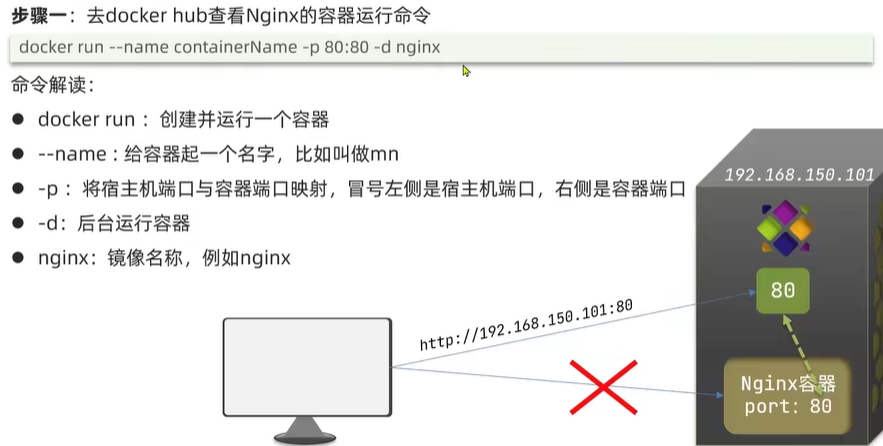 步骤一：去docker hub查看Nginx的容器运行命令
docker run --name containerName -p 80:80 -d nginx
命令解读：
● docker run ：创建并运行一个容器
● --name : 给容器起一个名字，比如叫做mn
● -p ：将宿主机端口与容器端口映射，冒号左侧是宿主机端口，右侧是容器端口
● -d：后台运行容器
● nginx：镜像名称，例如nginx
192.168.150.101
80
http://192.168.150.101:80
Nginx容器
port: 80